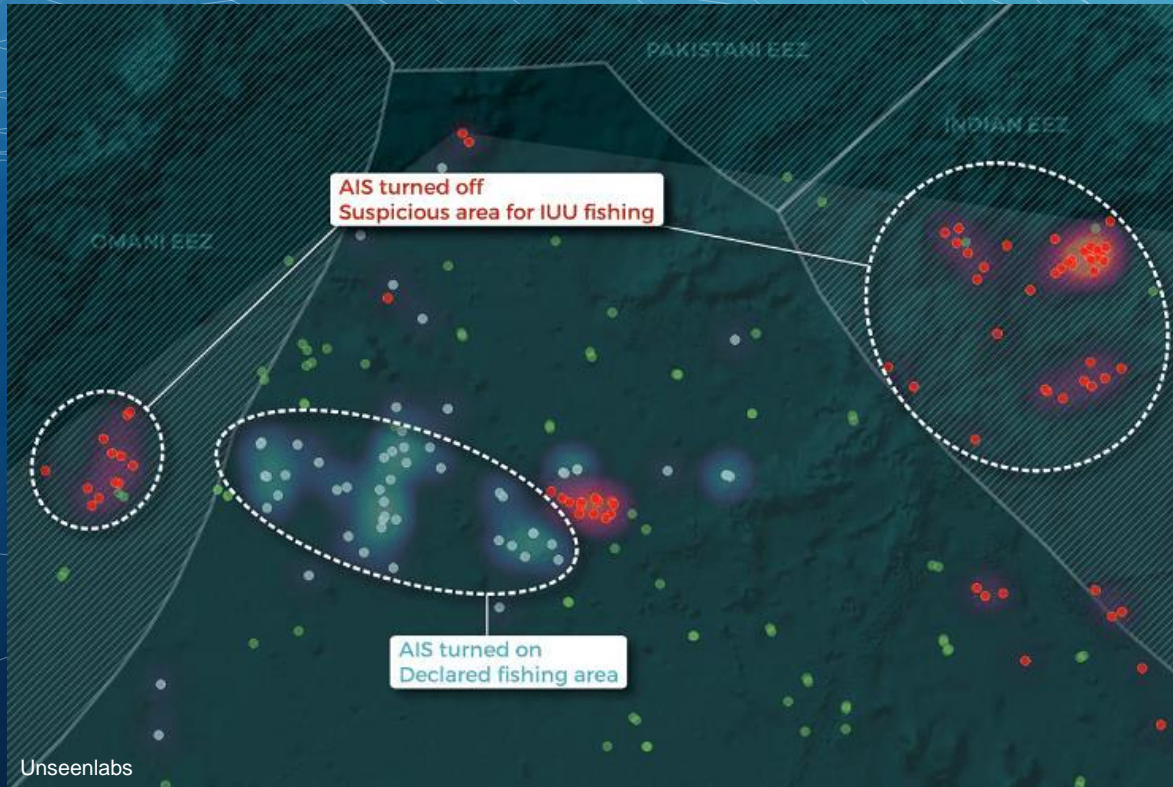 PAKISTANI EEZ
INDIAN EEZ
AIS turned off
Suspicious area for IUU fishing
OMANI EEZ
AIS turned on
Declared fishing area
Unseenlabs